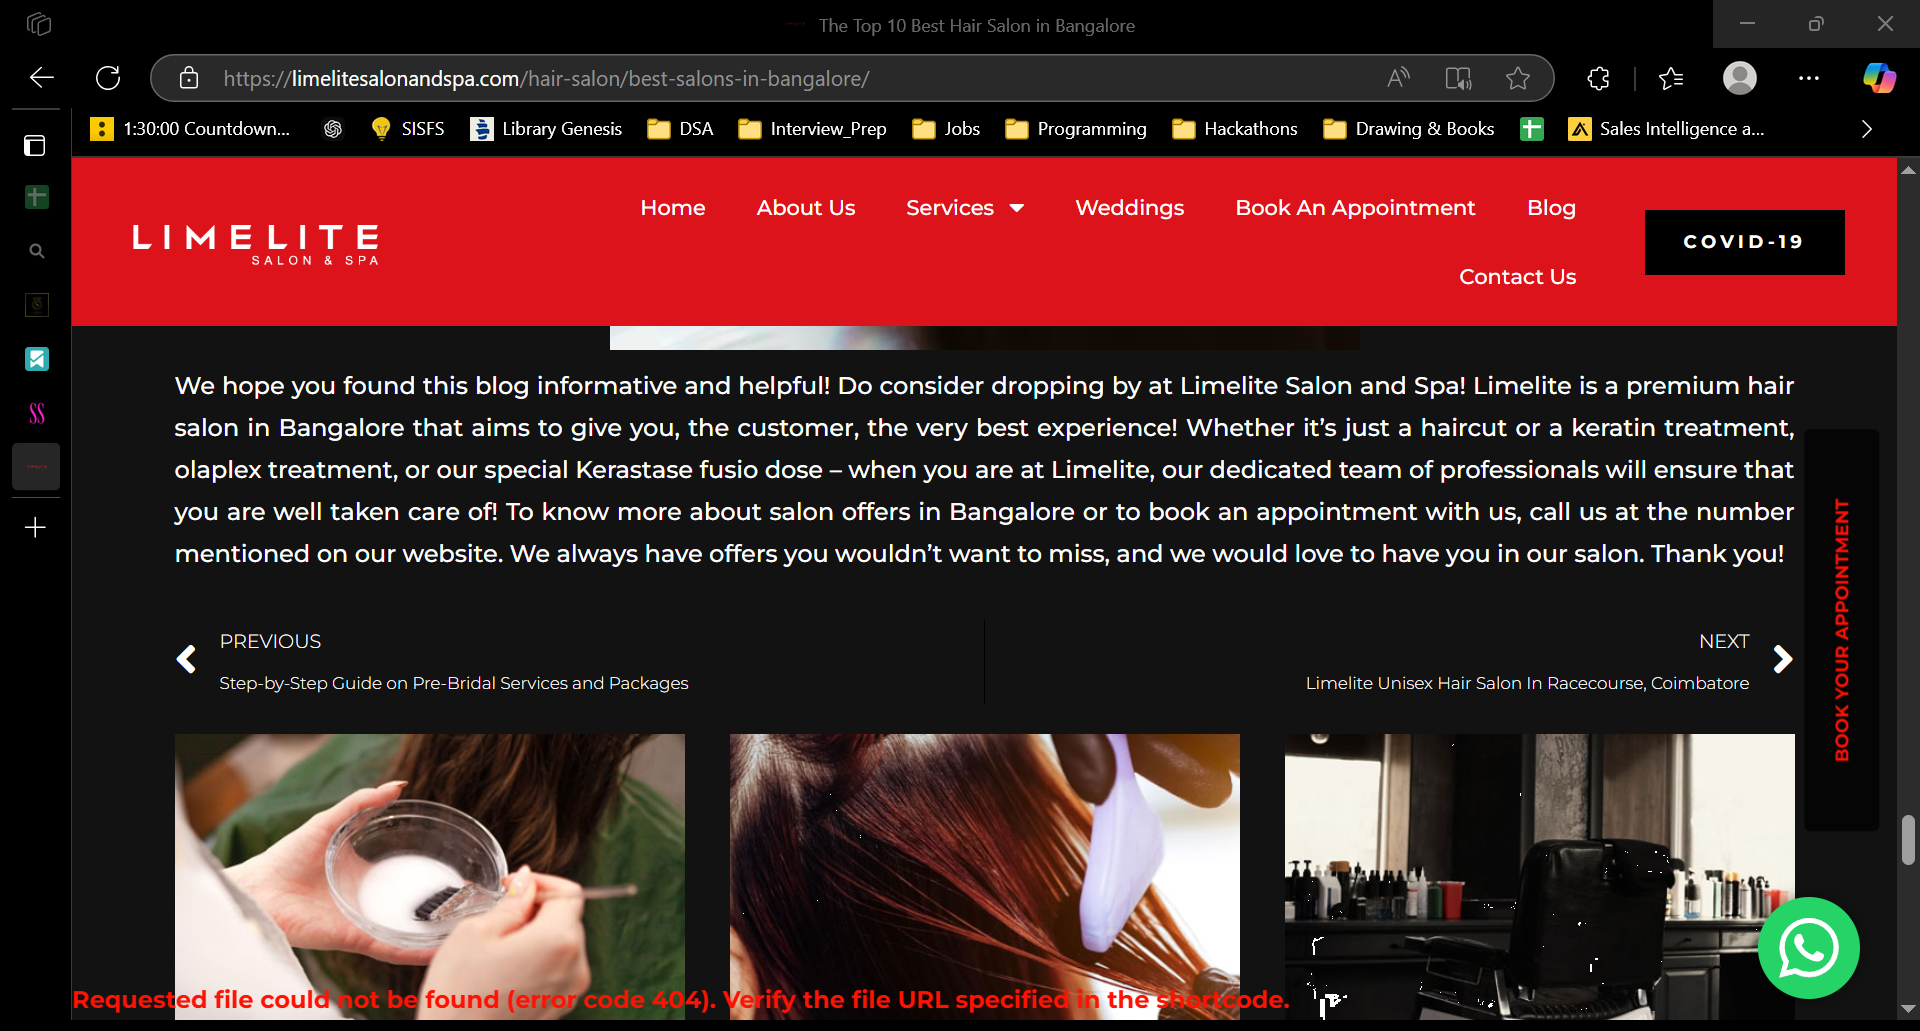 The Top 10 Best Hair Salon in Bangalore
https://limelitesalonandspa.com/hair-salon/best-salons-in-bangalore/
1:30:00 Countdown...
SISFS
Library Genesis
DSA
Interview_Prep
Jobs
Programming
Hackathons
Drawing & Books
Sales Intelligence a...
LIMELITE
SALON & SPA
Home
About Us
Services
Weddings
Book An Appointment
Blog
Contact Us
COVID-19
We hope you found this blog informative and helpful! Do consider dropping by at Limelite Salon and Spa! Limelite is a premium hair
salon in Bangalore that aims to give you, the customer, the very best experience! Whether it’s just a haircut or a keratin treatment,
olaplex treatment, or our special Kerastase fusio dose – when you are at Limelite, our dedicated team of professionals will ensure that
you are well taken care of! To know more about salon offers in Bangalore or to book an appointment with us, call us at the number
mentioned on our website. We always have offers you wouldn’t want to miss, and we would love to have you in our salon. Thank you!
BOOK YOUR APPOINTMENT
PREVIOUS
Step-by-Step Guide on Pre-Bridal Services and Packages
NEXT
Limelite Unisex Hair Salon In Racecourse, Coimbatore
Requested file could not be found (error code 404). Verify the file URL specified in the shortcode.